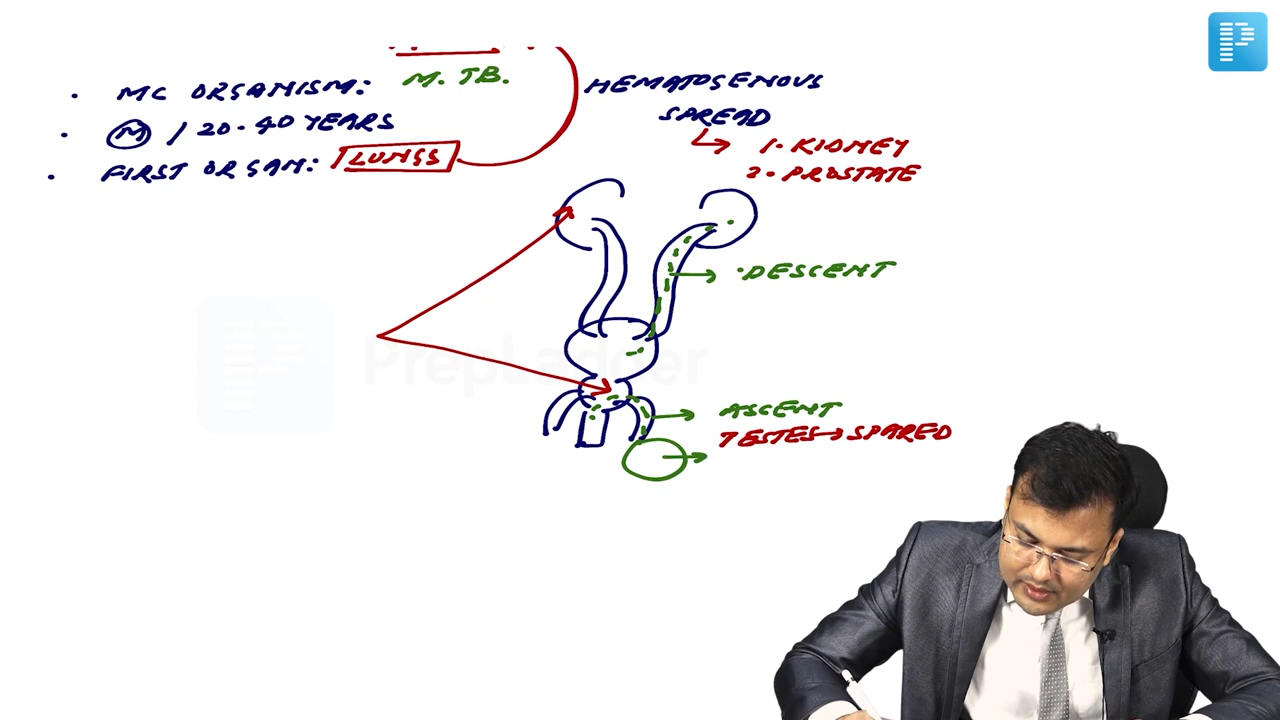 M. TB.
• MC ORGANISM:
HEMATOGENOUS
SPREAD
• M / 20-40 YEARS
↳ 1. KIDNEY
• FIRST ORGAN: LUNGS
2. PROSTATE
DESCENT
PrepLadder
ASCENT
TESTES → SPARED